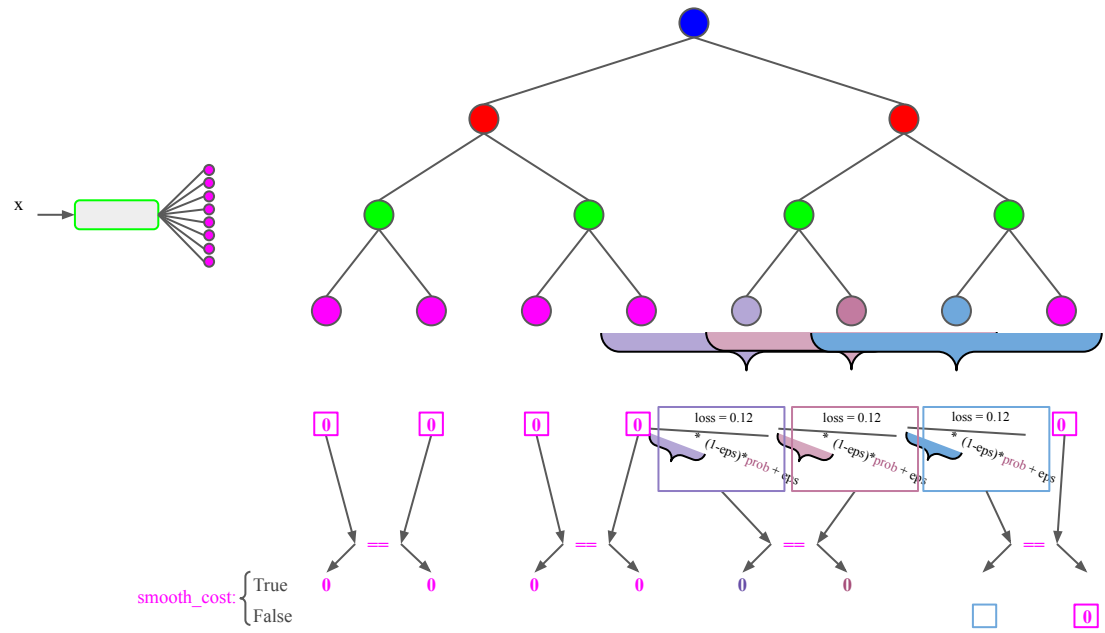 x
0 0 0 0 0
loss = 0.12 loss = 0.12 loss = 0.12
* (1-eps)*prob + eps * (1-eps)*prob + eps * (1-eps)*prob + eps
== == == ==
smooth_cost:
True 0 0 0 0 0 0
False 0